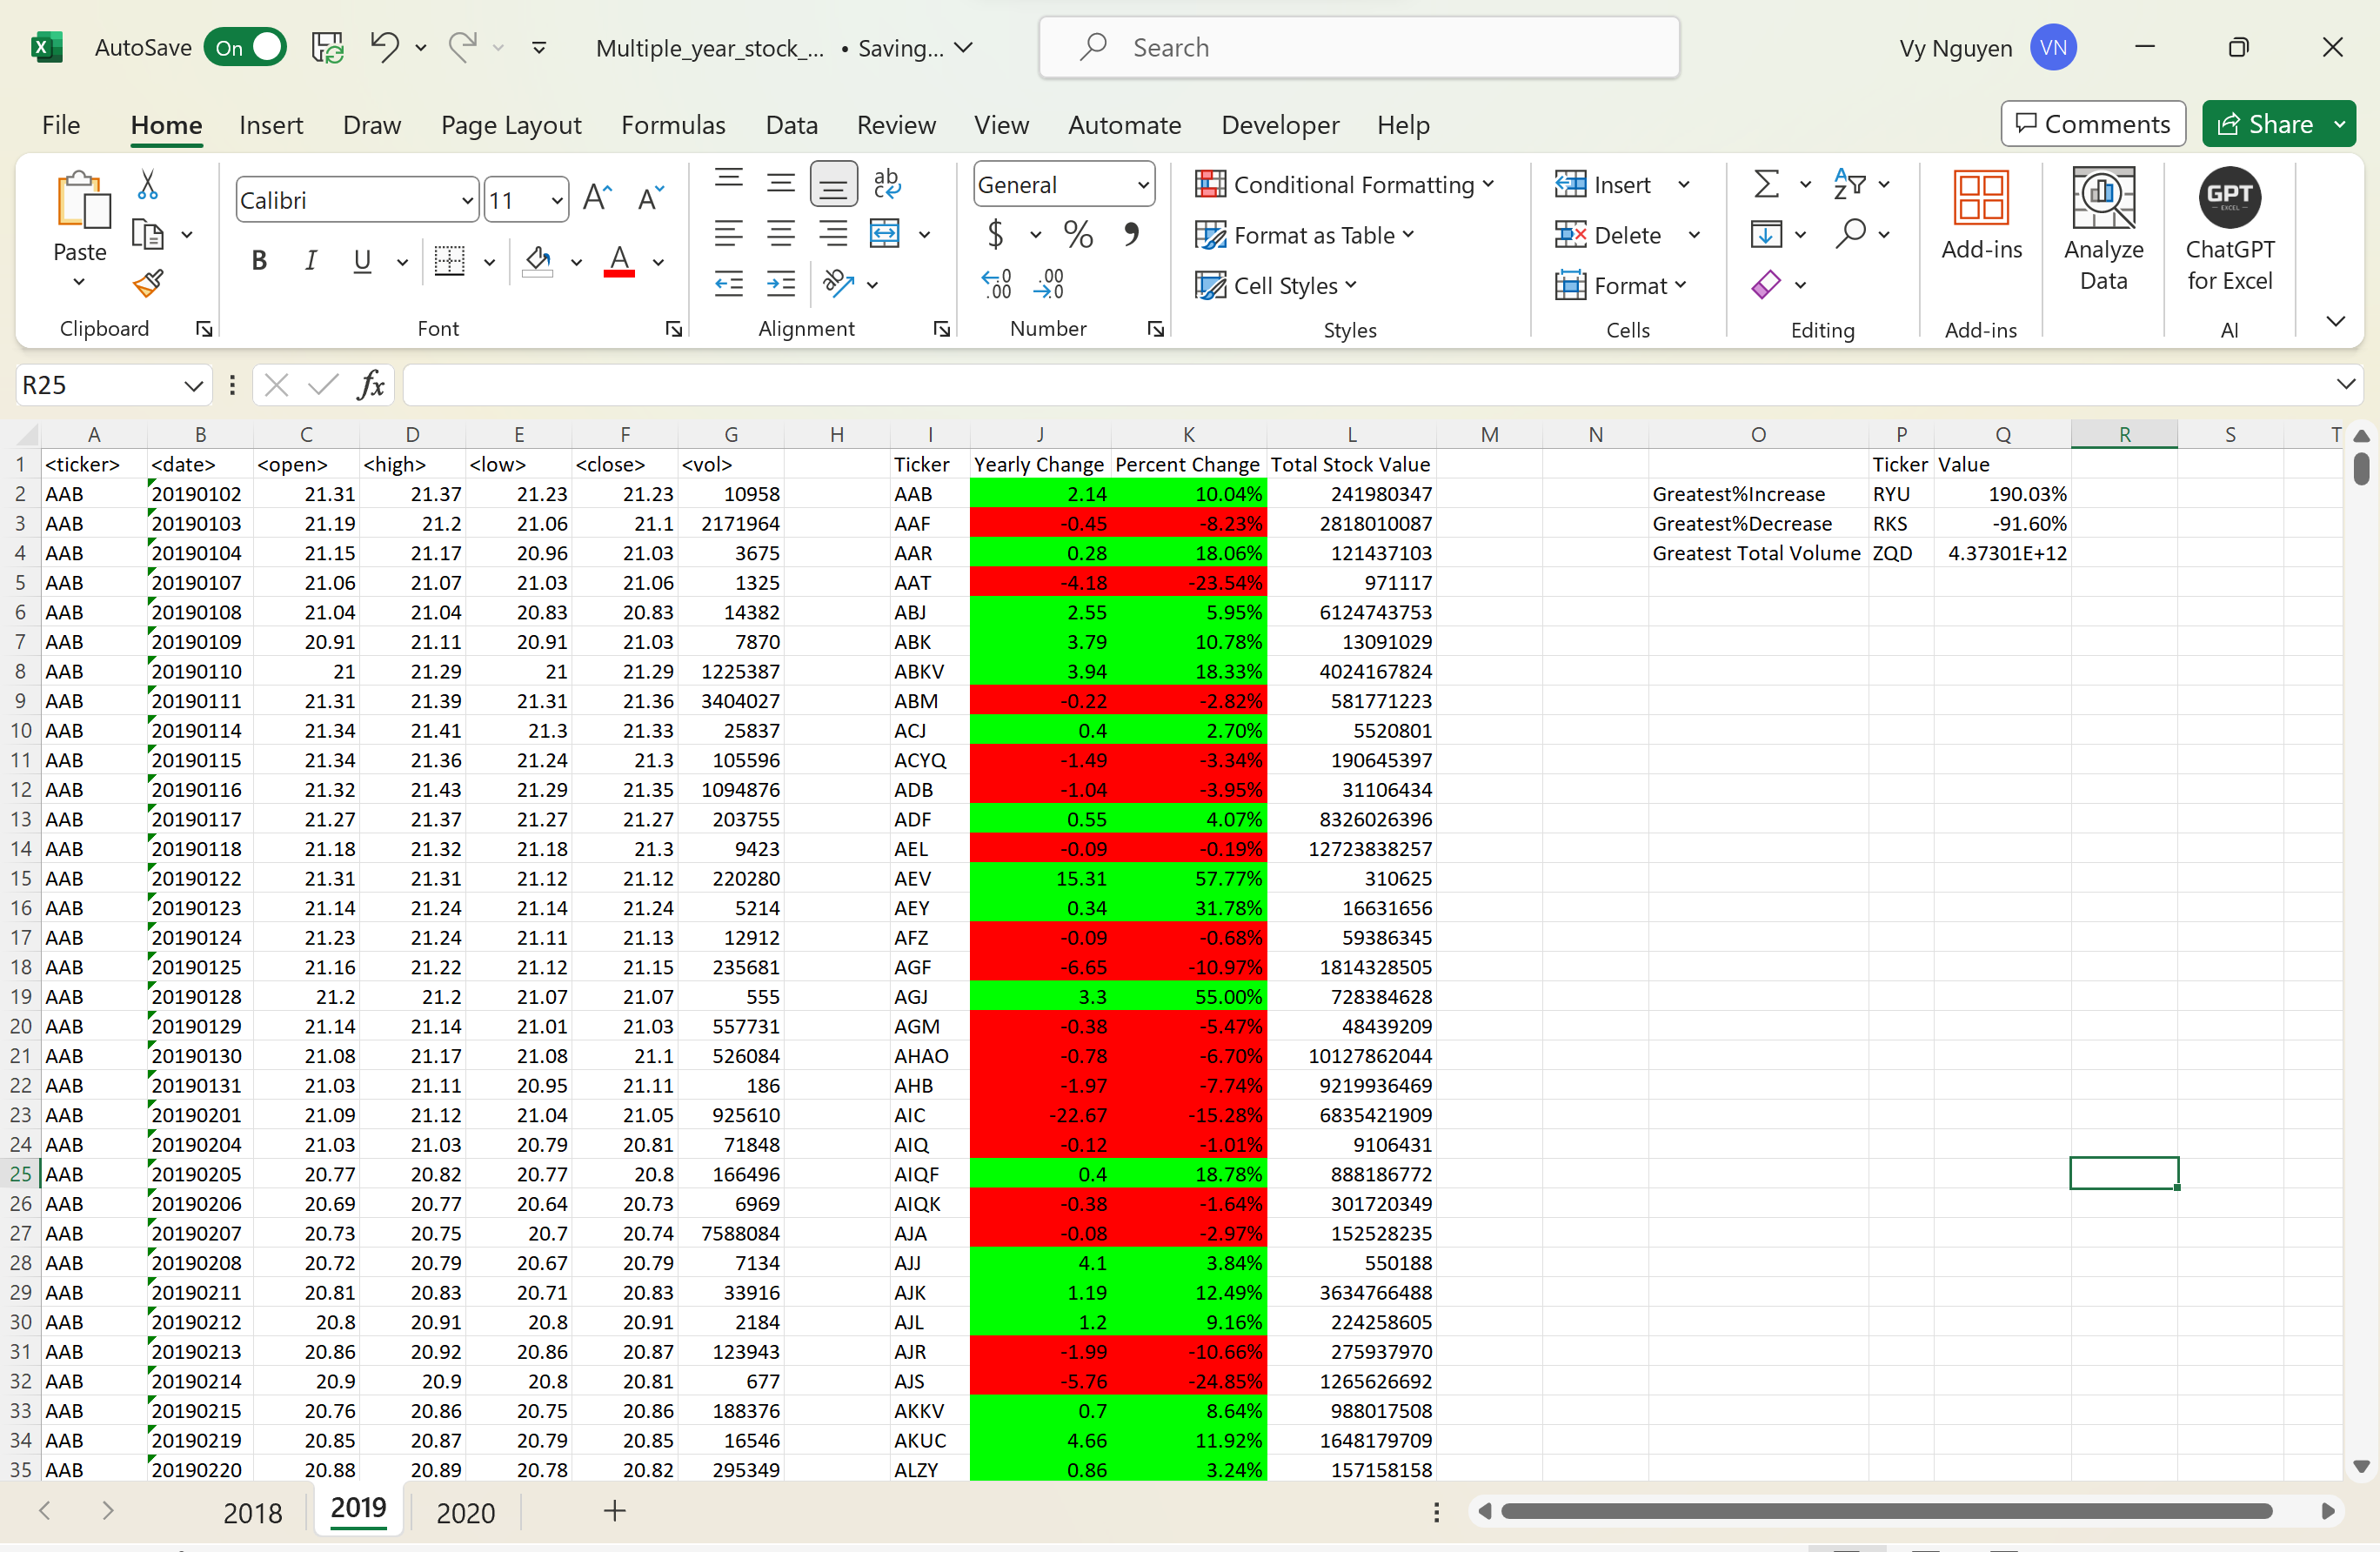 AutoSave On Multiple_year_stock_... • Saving... Search Vy Nguyen VN
File Home Insert Draw Page Layout Formulas Data Review View Automate Developer Help Comments Share
Paste
Clipboard
Calibri 11
B I U A
Font
ab
Alignment
General
$ % 9
Number
Conditional Formatting
Format as Table
Cell Styles
Styles
Insert
Delete
Format
Cells
Editing
Add-ins
Add-ins
Analyze
Data
GPT
EXCEL
ChatGPT
for Excel
AI
R25 fx
A B C D E F G H I J K L M N O P Q R S T
1 <ticker> <date> <open> <high> <low> <close> <vol> Ticker Yearly Change Percent Change Total Stock Value Ticker Value
2 AAB 20190102 21.31 21.37 21.23 21.23 10958 AAB 2.14 10.04% 241980347 Greatest%Increase RYU 190.03%
3 AAB 20190103 21.19 21.2 21.06 21.1 2171964 AAF -0.45 -8.23% 2818010087 Greatest%Decrease RKS -91.60%
4 AAB 20190104 21.15 21.17 20.96 21.03 3675 AAR 0.28 18.06% 121437103 Greatest Total Volume ZQD 4.37301E+12
5 AAB 20190107 21.06 21.07 21.03 21.06 1325 AAT -4.18 -23.54% 971117
6 AAB 20190108 21.04 21.04 20.83 20.83 14382 ABJ 2.55 5.95% 6124743753
7 AAB 20190109 20.91 21.11 20.91 21.03 7870 ABK 3.79 10.78% 13091029
8 AAB 20190110 21 21.29 21 21.29 1225387 ABKV 3.94 18.33% 4024167824
9 AAB 20190111 21.31 21.39 21.31 21.36 3404027 ABM -0.22 -2.82% 581771223
10 AAB 20190114 21.34 21.41 21.3 21.33 25837 ACJ 0.4 2.70% 5520801
11 AAB 20190115 21.34 21.36 21.24 21.3 105596 ACYQ -1.49 -3.34% 190645397
12 AAB 20190116 21.32 21.43 21.29 21.35 1094876 ADB -1.04 -3.95% 31106434
13 AAB 20190117 21.27 21.37 21.27 21.27 203755 ADF 0.55 4.07% 8326026396
14 AAB 20190118 21.18 21.32 21.18 21.3 9423 AEL -0.09 -0.19% 12723838257
15 AAB 20190122 21.31 21.31 21.12 21.12 220280 AEV 15.31 57.77% 310625
16 AAB 20190123 21.14 21.24 21.14 21.24 5214 AEY 0.34 31.78% 16631656
17 AAB 20190124 21.23 21.24 21.11 21.13 12912 AFZ -0.09 -0.68% 59386345
18 AAB 20190125 21.16 21.22 21.12 21.15 235681 AGF -6.65 -10.97% 1814328505
19 AAB 20190128 21.2 21.2 21.07 21.07 555 AGJ 3.3 55.00% 728384628
20 AAB 20190129 21.14 21.14 21.01 21.03 557731 AGM -0.38 -5.47% 48439209
21 AAB 20190130 21.08 21.17 21.08 21.1 526084 AHAO -0.78 -6.70% 10127862044
22 AAB 20190131 21.03 21.11 20.95 21.11 186 AHB -1.97 -7.74% 9219936469
23 AAB 20190201 21.09 21.12 21.04 21.05 925610 AIC -22.67 -15.28% 6835421909
24 AAB 20190204 21.03 21.03 20.79 20.81 71848 AIQ -0.12 -1.01% 9106431
25 AAB 20190205 20.77 20.82 20.77 20.8 166496 AIQF 0.4 18.78% 888186772
26 AAB 20190206 20.69 20.77 20.64 20.73 6969 AIQK -0.38 -1.64% 301720349
27 AAB 20190207 20.73 20.75 20.7 20.74 7588084 AJA -0.08 -2.97% 152528235
28 AAB 20190208 20.72 20.79 20.67 20.79 7134 AJJ 4.1 3.84% 550188
29 AAB 20190211 20.81 20.83 20.71 20.83 33916 AJK 1.19 12.49% 3634766488
30 AAB 20190212 20.8 20.91 20.8 20.91 2184 AJL 1.2 9.16% 224258605
31 AAB 20190213 20.86 20.92 20.86 20.87 123943 AJR -1.99 -10.66% 275937970
32 AAB 20190214 20.9 20.9 20.8 20.81 677 AJS -5.76 -24.85% 1265626692
33 AAB 20190215 20.76 20.86 20.75 20.86 188376 AKKV 0.7 8.64% 988017508
34 AAB 20190219 20.85 20.87 20.79 20.85 16546 AKUC 4.66 11.92% 1648179709
35 AAB 20190220 20.88 20.89 20.78 20.82 295349 ALZY 0.86 3.24% 157158158
2018 2019 2020